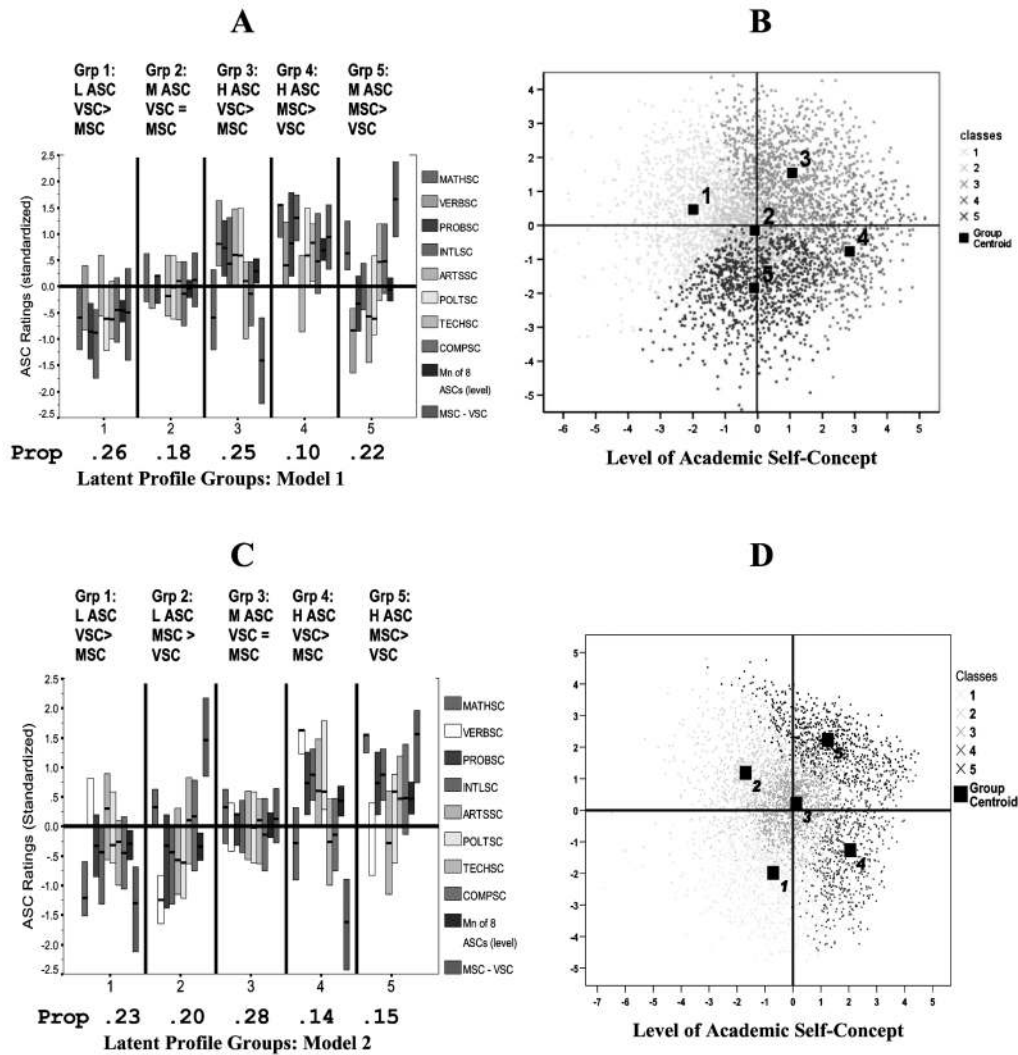 A
Grp 1: Grp 2: Grp 3: Grp 4: Grp 5:
L ASC M ASC H ASC H ASC M ASC
VSC> VSC = VSC> MSC> MSC>
MSC MSC MSC VSC VSC
ASC Ratings (standardized)
2.5
2.0
1.5
1.0
0.5
0.0
-0.5
-1.0
-1.5
-2.0
-2.5
MATHSC
VERBSC
PROBSC
INTLSC
ARTSSC
POLTSC
TECHSC
COMPSC
Mn of 8
ASCs (level)
MSC - VSC
1 2 3 4 5
Prop .26 .18 .25 .10 .22
Latent Profile Groups: Model 1
B
4
3
2
1
0
-1
-2
-3
-4
-5
1
2
3
4
5
classes
1
2
3
4
5
Group
Centroid
-6 -5 -4 -3 -2 -1 0 1 2 3 4 5
Level of Academic Self-Concept
C
Grp 1: Grp 2: Grp 3: Grp 4: Grp 5:
L ASC L ASC M ASC H ASC H ASC
VSC> MSC > VSC = VSC> MSC>
MSC VSC MSC MSC VSC
ASC Ratings (Standardized)
2.5
2.0
1.5
1.0
0.5
0.0
-0.5
-1.0
-1.5
-2.0
-2.5
MATHSC
VERBSC
PROBSC
INTLSC
ARTSSC
POLTSC
TECHSC
COMPSC
Mn of 8
ASCs (level)
MSC - VSC
1 2 3 4 5
Prop .23 .20 .28 .14 .15
Latent Profile Groups: Model 2
D
5
4
3
2
1
0
-1
-2
-3
-4
-5
5
2
3
4
1
Classes
1
2
3
4
5
Group
Centroid
-7 -6 -5 -4 -3 -2 -1 0 1 2 3 4 5
Level of Academic Self-Concept